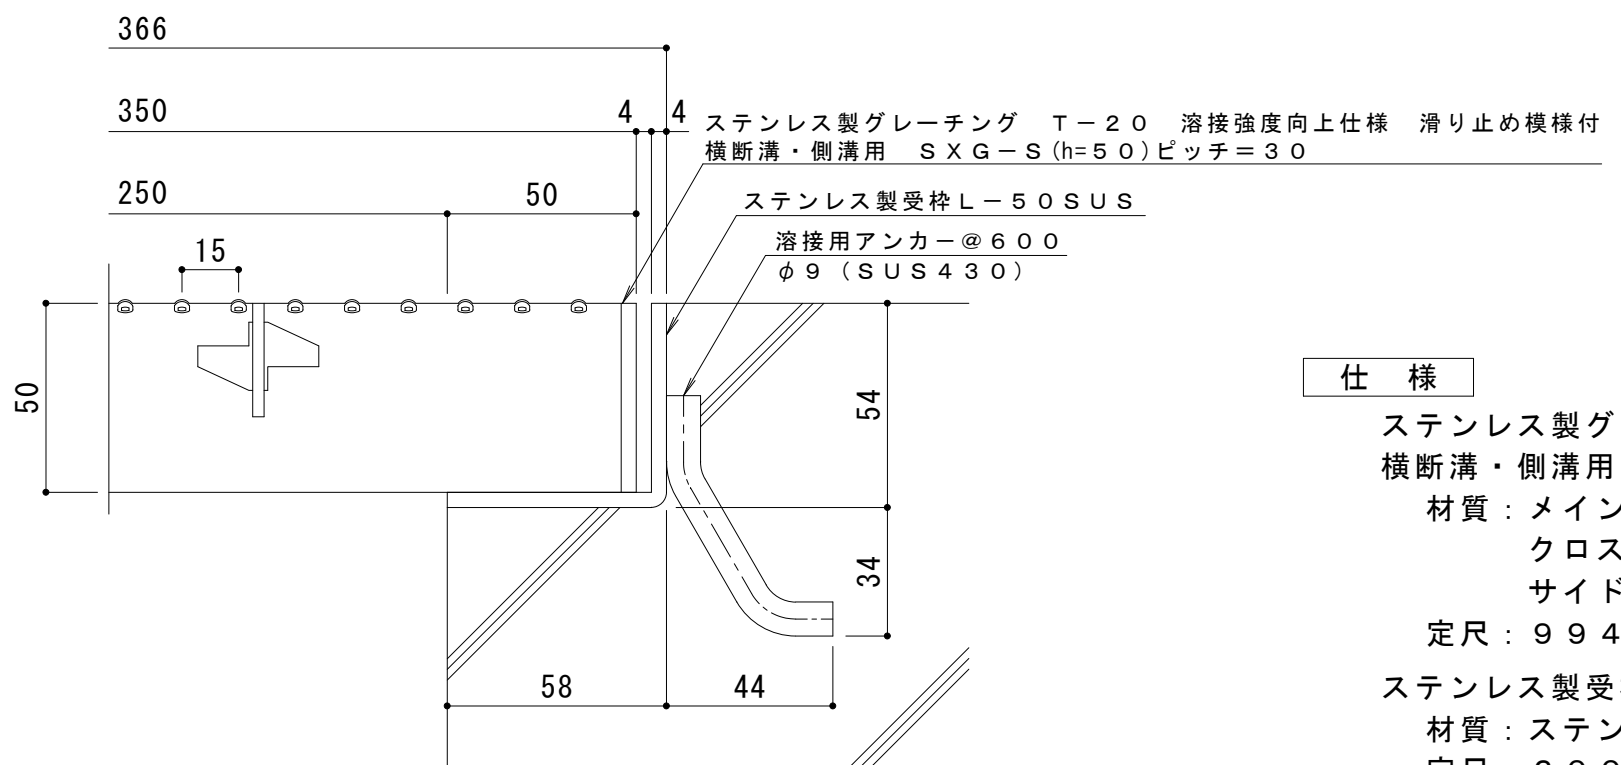 366
350
4
4
ステンレス製グレーチング　Ｔ－２０　溶接強度向上仕様　滑り止め模様付
横断溝・側溝用　ＳＸＧ－Ｓ(h=５０)ピッチ＝３０
250
50
ステンレス製受枠Ｌ－５０ＳＵＳ
溶接用アンカー＠６００
φ９（ＳＵＳ４３０）
15
50
54
34
58
44
仕　様
ステンレス製グ
横断溝・側溝用
材質：メイン
クロス
サイド
定尺：９９４
ステンレス製受
材質：ステン